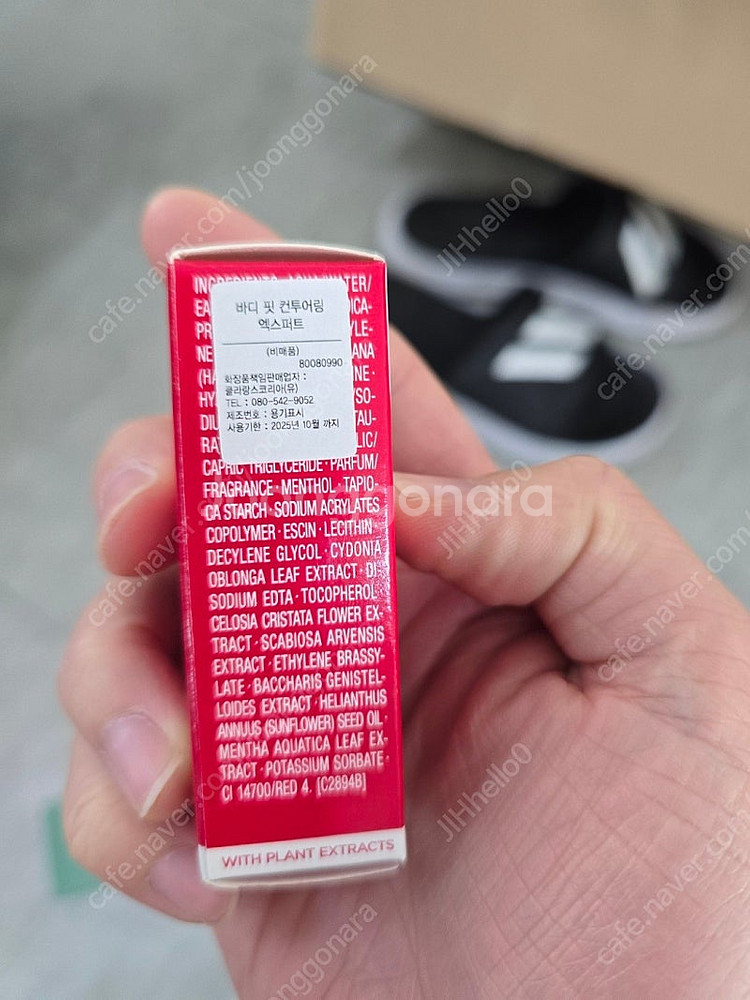 바디 핏 컨투어링
엑스퍼트
(비매품)
80080990
화장품책임판매업자 :
클라랑스코리아(유)
TEL : 080-542-9052
제조번호 : 용기표시
사용기한 : 2025년 10월 까지
CAPRIC TRIGLYCERIDE · PARFUM/
FRAGRANCE · MENTHOL · TAPIO-
CA STARCH · SODIUM ACRYLATES
COPOLYMER · ESCIN · LECITHIN ·
DECYLENE GLYCOL · CYDONIA
OBLONGA LEAF EXTRACT · DI-
SODIUM EDTA · TOCOPHEROL ·
CELOSIA CRISTATA FLOWER EX-
TRACT · SCABIOSA ARVENSIS
EXTRACT · ETHYLENE BRASSY-
LATE · BACCHARIS GENISTEL-
LOIDES EXTRACT · HELIANTHUS
ANNUUS (SUNFLOWER) SEED OIL ·
MENTHA AQUATICA LEAF EX-
TRACT · POTASSIUM SORBATE ·
CI 14700/RED 4. [C2894B]
WITH PLANT EXTRACTS
joonggonara
cafe.naver.com/joonggonara
JIHhello0